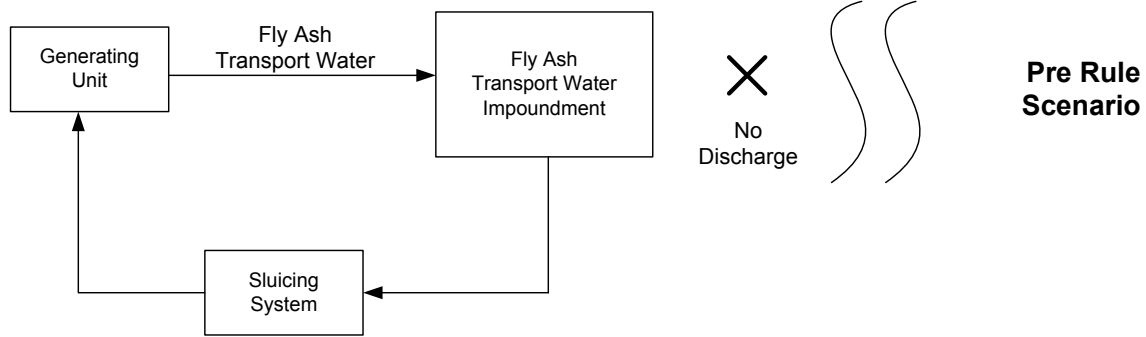 Generating
Unit
Fly Ash
Transport Water
Fly Ash
Transport Water
Impoundment
No
Discharge
Pre Rule
Scenario
Sluicing
System